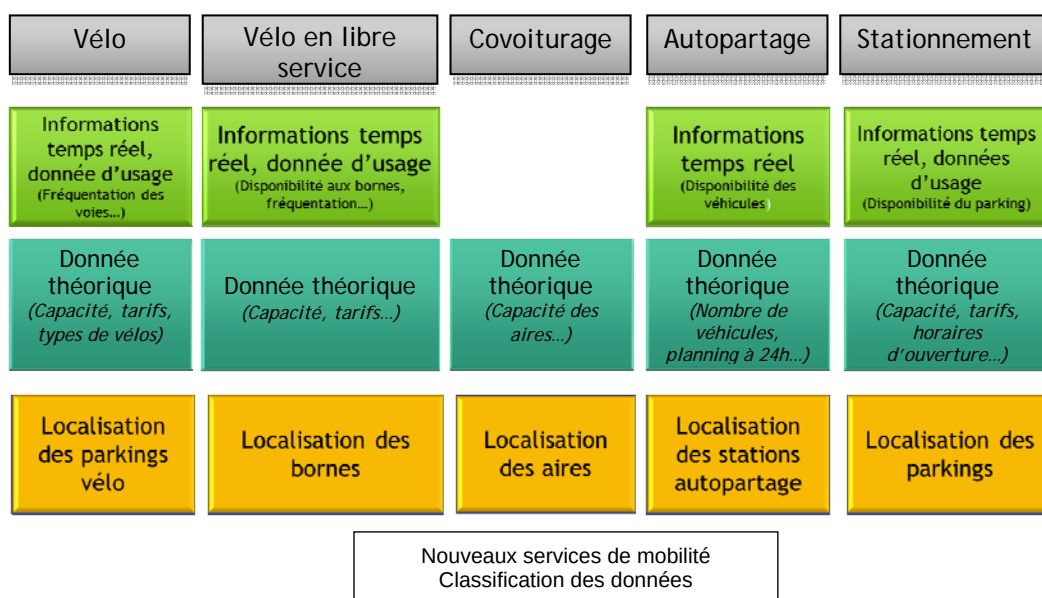 Vélo
Vélo en libre
service
Covoiturage
Autopartage
Stationnement
Informations
temps réel,
donnée d'usage
(Fréquentation des
voies…)
Informations temps
réel, donnée d'usage
(Disponibilité aux bornes,
fréquentation…)
Informations
temps réel
(Disponibilité des
véhicules)
Informations temps
réel, données
d'usage
(Disponibilité du parking)
Donnée
théorique
(Capacité, tarifs,
types de vélos)
Donnée théorique
(Capacité, tarifs…)
Donnée
théorique
(Capacité des
aires…)
Donnée
théorique
(Nombre de
véhicules,
planning à 24h…)
Donnée
théorique
(Capacité, tarifs,
horaires
d'ouverture…)
Localisation
des parkings
vélo
Localisation des
bornes
Localisation
des aires
Localisation
des stations
autopartage
Localisation des
parkings
Nouveaux services de mobilité
Classification des données